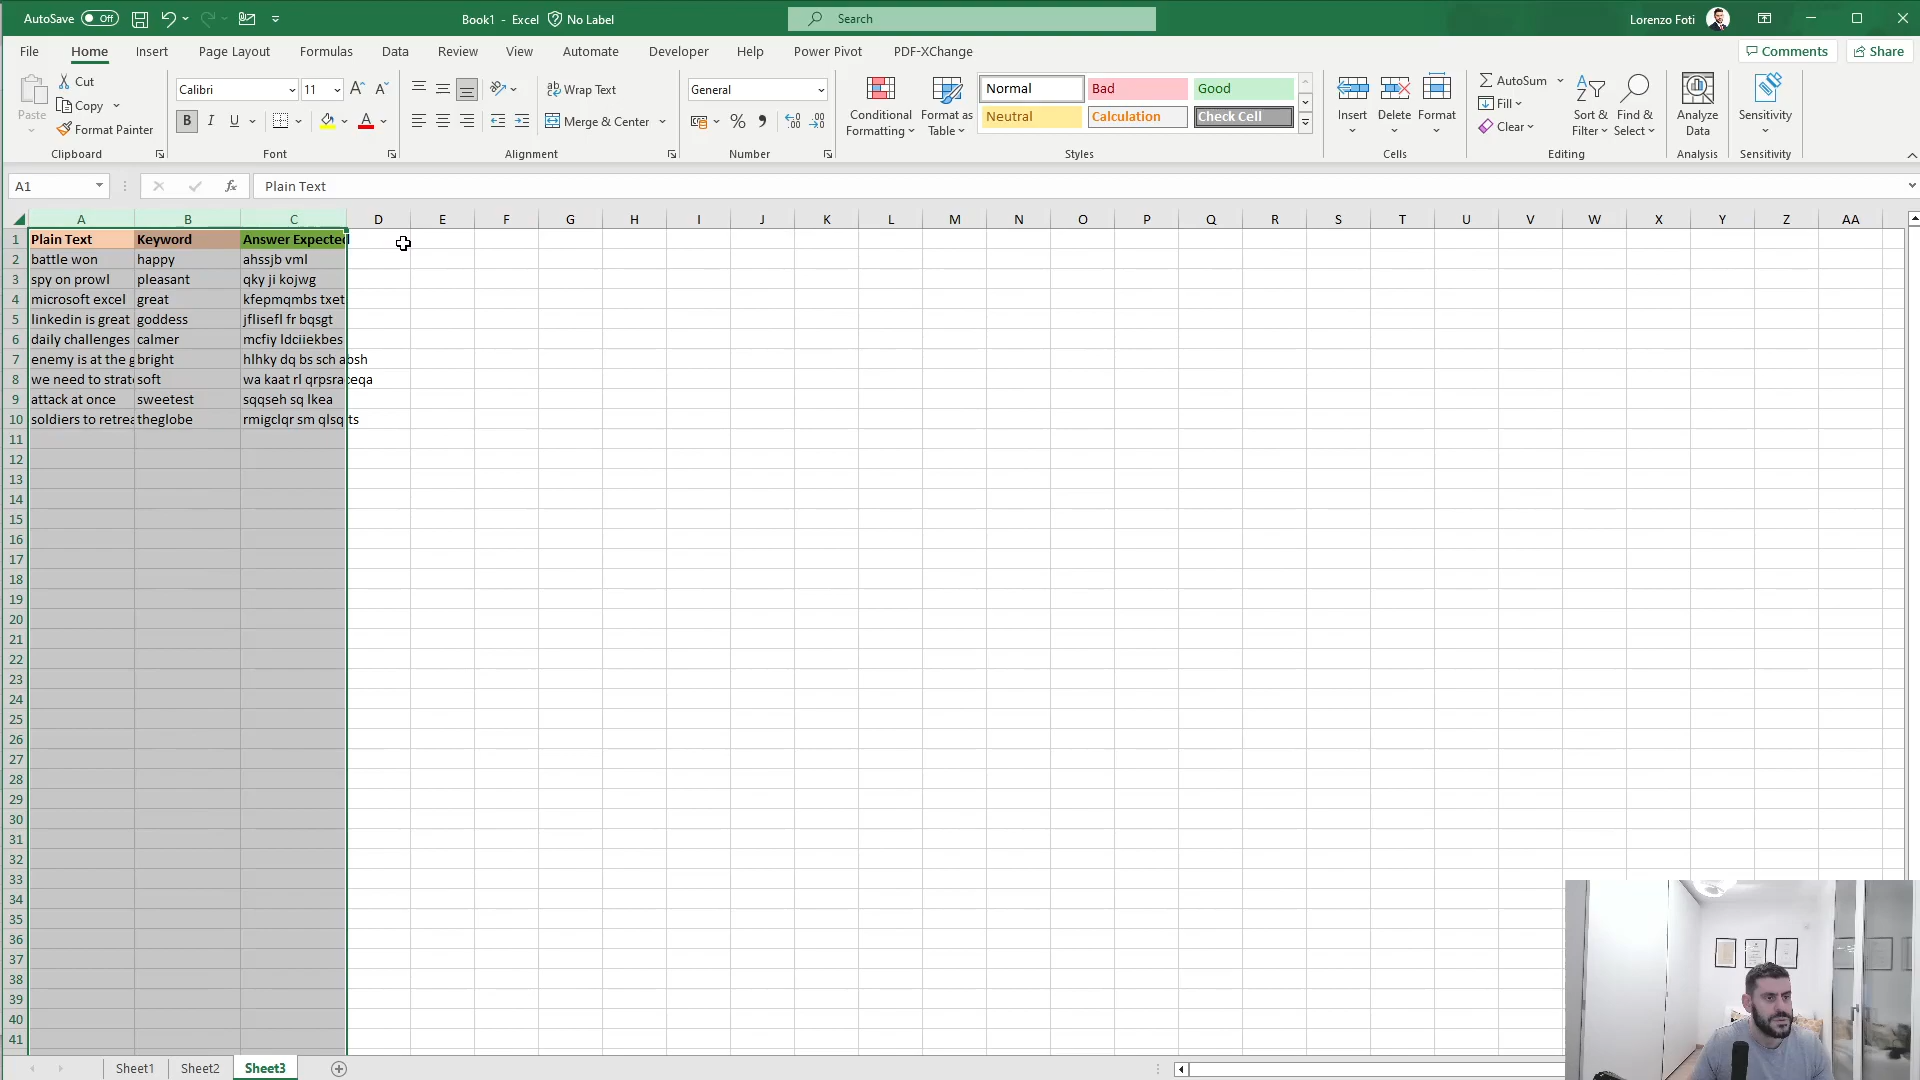 AutoSave Off Book1 - Excel No Label Search Lorenzo Foti
File Home Insert Page Layout Formulas Data Review View Automate Developer Help Power Pivot PDF-XChange Comments Share
Paste Cut Copy Format Painter
Clipboard
Calibri 11
B I U A
Font
ab Wrap Text
Merge & Center
Alignment
General
% 9
Number
Conditional Formatting
Format as Table
Normal Bad Good
Neutral Calculation Check Cell
Styles
Insert Delete Format
Cells
AutoSum
Fill
Clear
Sort & Filter
Find & Select
Editing
Analyze Data
Analysis
Sensitivity
Sensitivity
A1 fx Plain Text
A B C D E F G H I J K L M N O P Q R S T U V W X Y Z AA
1 Plain Text Keyword Answer Expected
2 battle won happy ahssjb vml
3 spy on prowl pleasant qky ji kojwg
4 microsoft excel great kfepmqmbs txet
5 linkedin is great goddess jflisefl fr bqsgt
6 daily challenges calmer mcfiy ldciiekbes
7 enemy is at the g bright hlhky dq bs sch absh
8 we need to strate soft wa kaat rl qrpsraceqa
9 attack at once sweetest sqqseh sq lkea
10 soldiers to retrea theglobe rmigclqr sm qlsqrts
11
12
13
14
15
16
17
18
19
20
21
22
23
24
25
26
27
28
29
30
31
32
33
34
35
36
37
38
39
40
41
Sheet1 Sheet2 Sheet3